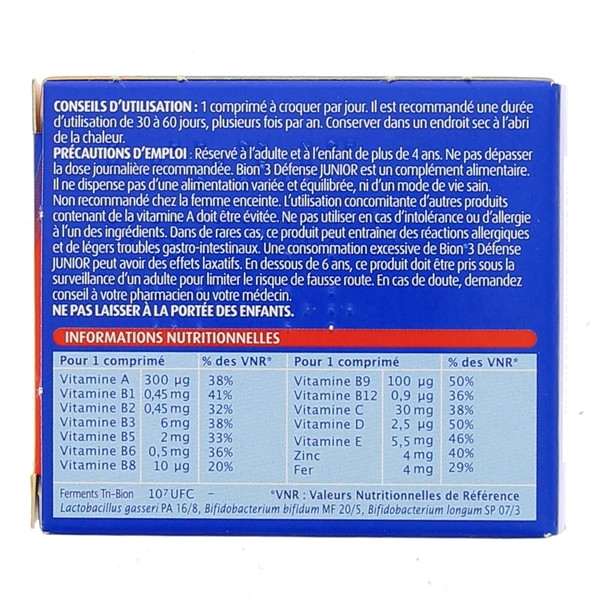 CONSEILS D'UTILISATION : 1 comprimé à croquer par jour. Il est recommandé une durée
d'utilisation de 30 à 60 jours, plusieurs fois par an. Conserver dans un endroit sec à l'abri
de la chaleur.
PRÉCAUTIONS D'EMPLOI : Réservé à l'adulte et à l'enfant de plus de 4 ans. Ne pas dépasser
la dose journalière recommandée. Bion®3 Défense JUNIOR est un complément alimentaire.
Il ne dispense pas d'une alimentation variée et équilibrée, ni d'un mode de vie sain.
Non recommandé chez la femme enceinte. L'utilisation concomitante d'autres produits
contenant de la vitamine A doit être évitée. Ne pas utiliser en cas d'intolérance ou d'allergie
à l'un des ingrédients. Dans de rares cas, ce produit peut entraîner des réactions allergiques
et de légers troubles gastro-intestinaux. Une consommation excessive de Bion®3 Défense
JUNIOR peut avoir des effets laxatifs. En dessous de 6 ans, ce produit doit être pris sous la
surveillance d'un adulte pour limiter le risque de fausse route. En cas de doute, demandez
conseil à votre pharmacien ou votre médecin.
NE PAS LAISSER À LA PORTÉE DES ENFANTS.
INFORMATIONS NUTRITIONNELLES
Pour 1 comprimé % des VNR* Pour 1 comprimé % des VNR*
Vitamine A 300 µg 38% Vitamine B9 100 µg 50%
Vitamine B1 0,45 mg 41% Vitamine B12 0,9 µg 36%
Vitamine B2 0,45 mg 32% Vitamine C 30 mg 38%
Vitamine B3 6 mg 38% Vitamine D 2,5 µg 50%
Vitamine B5 2 mg 33% Vitamine E 5,5 mg 46%
Vitamine B6 0,5 mg 36% Zinc 4 mg 40%
Vitamine B8 10 µg 20% Fer 4 mg 29%
Ferments Tri-Bion 10⁷ UFC – *VNR : Valeurs Nutritionnelles de Référence
Lactobacillus gasseri PA 16/8, Bifidobacterium bifidum MF 20/5, Bifidobacterium longum SP 07/3